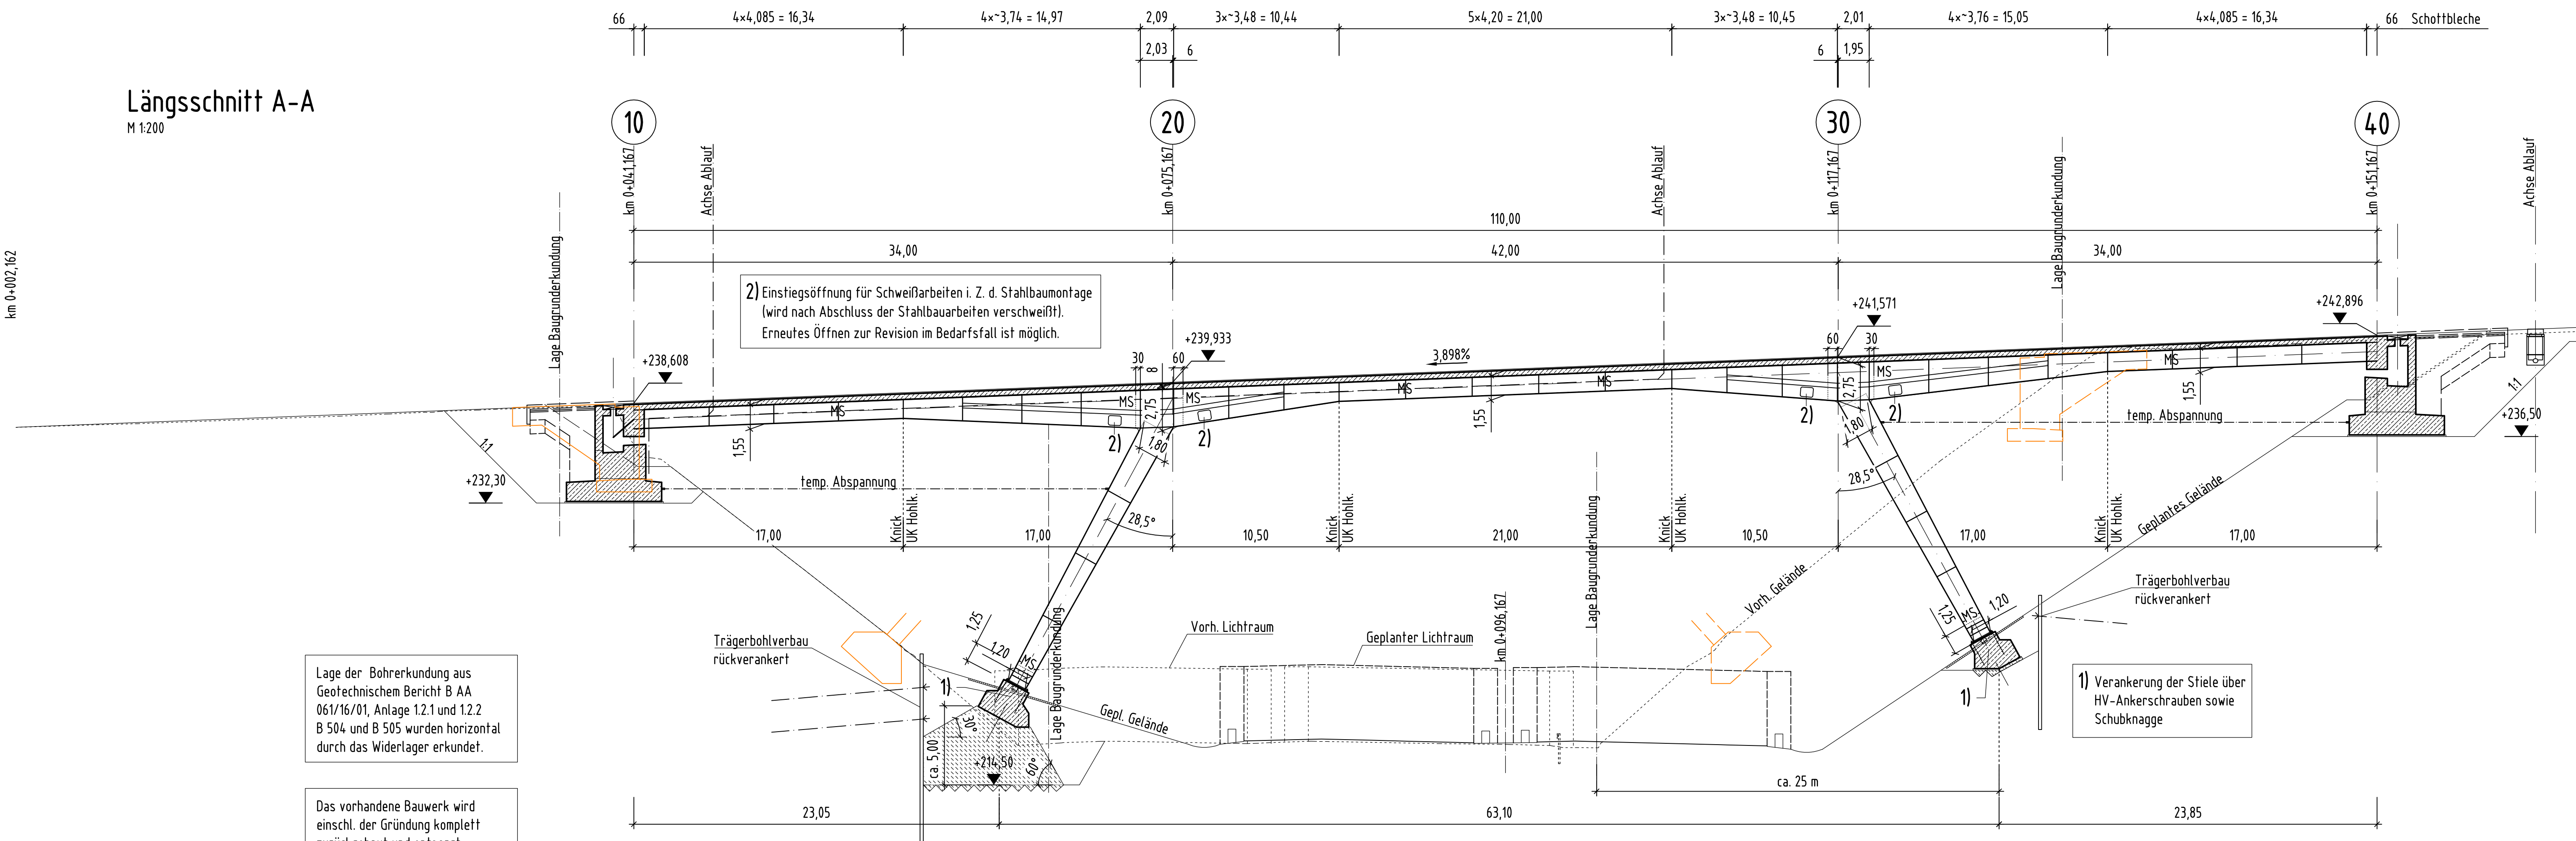 66
4×4,085 = 16,34
4×~3,74 = 14,97
2,09
3×~3,48 = 10,44
5×4,20 = 21,00
3×~3,48 = 10,45
2,01
4×~3,76 = 15,05
4×4,085 = 16,34
66 Schottbleche
2,03
6
6
1,95
Längsschnitt A-A
M 1:200
10
20
30
40
km 0+002,162
km 0+041,167
km 0+075,167
km 0+117,167
km 0+151,167
Achse Ablauf
Achse Ablauf
Achse Ablauf
Lage Baugrunderkundung
Lage Baugrunderkundung
110,00
34,00
42,00
34,00
2) Einstiegsöffnung für Schweißarbeiten i. Z. d. Stahlbaumontage
(wird nach Abschluss der Stahlbauarbeiten verschweißt).
Erneutes Öffnen zur Revision im Bedarfsfall ist möglich.
+238,608
+239,933
+241,571
+242,896
3,898%
30
60
8
60
30
MS
MS
MS
MS
MS
MS
MS
2,75
2,75
1,55
1,55
1,55
1,80
1,80
2)
2)
2)
2)
1:1
1:1
+232,30
+236,50
temp. Abspannung
temp. Abspannung
28,5°
28,5°
Knick
UK Hohlk.
Knick
UK Hohlk.
Knick
UK Hohlk.
Knick
UK Hohlk.
17,00
17,00
10,50
21,00
10,50
17,00
17,00
Lage Baugrunderkundung
Lage Baugrunderkundung
Vorh. Gelände
Geplantes Gelände
km 0+096,167
Trägerbohlverbau
rückverankert
Trägerbohlverbau
rückverankert
1,25
1,20
MS
1,25
MS
1,20
Vorh. Lichtraum
Geplanter Lichtraum
1)
1)
Gepl. Gelände
30°
60°
ca. 5,00
+214,50
ca. 25 m
1) Verankerung der Stiele über
HV-Ankerschrauben sowie
Schubknagge
Lage der Bohrerkundung aus
Geotechnischem Bericht B AA
061/16/01, Anlage 1.2.1 und 1.2.2
B 504 und B 505 wurden horizontal
durch das Widerlager erkundet.
Das vorhandene Bauwerk wird
einschl. der Gründung komplett
23,05
63,10
23,85